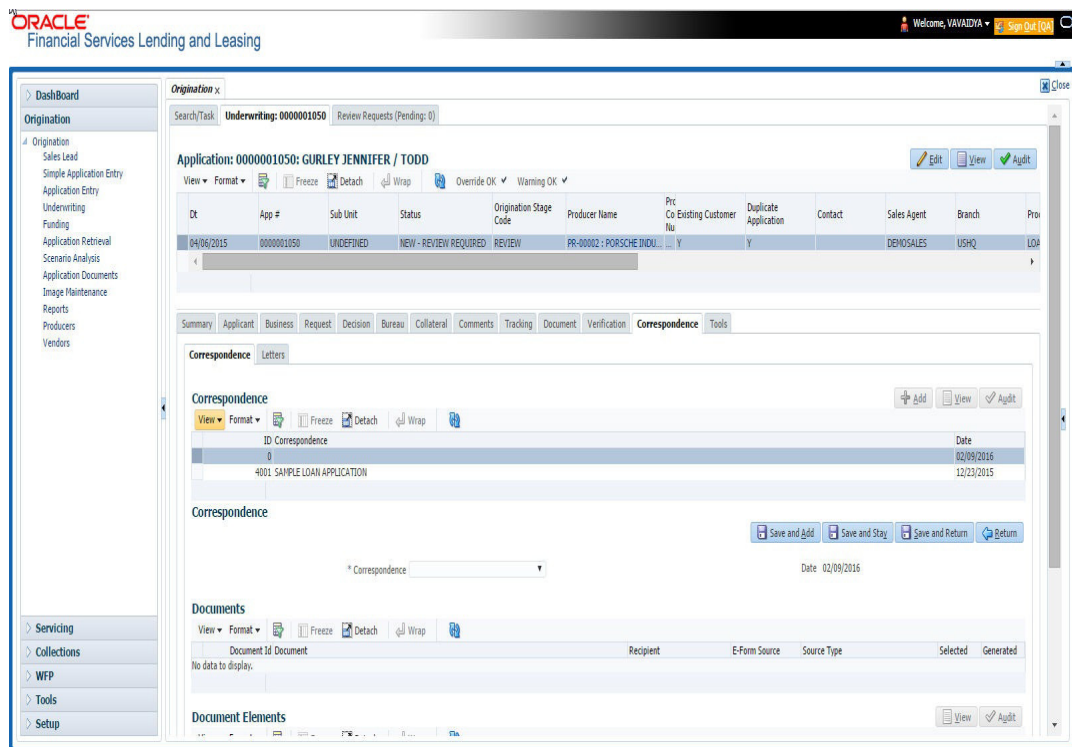 ORACLE'
Financial Services Lending and Leasing
Welcome, VAVAIDYA
Sign Out [QA]
DashBoard
Origination
Origination
Sales Lead
Simple Application Entry
Application Entry
Underwriting
Funding
Application Retrieval
Scenario Analysis
Application Documents
Image Maintenance
Reports
Producers
Vendors
Servicing
Collections
WFP
Tools
Setup
Origination x
Close
Search/Task Underwriting: 0000001050 Review Requests (Pending: 0)
Application: 0000001050: GURLEY JENNIFER / TODD
Edit View Audit
View Format Freeze Detach Wrap Override OK Warning OK
Dt App # Sub Unit Status Origination Stage Code Producer Name Prc Co Nu Existing Customer Duplicate Application Contact Sales Agent Branch Pro
04/06/2015 0000001050 UNDEFINED NEW - REVIEW REQUIRED REVIEW PR-00002 : PORSCHE INDU... ... Y Y DEMOSALES USHQ LOA
Summary Applicant Business Request Decision Bureau Collateral Comments Tracking Document Verification Correspondence Tools
Correspondence Letters
Correspondence
Add View Audit
View Format Freeze Detach Wrap
ID Correspondence Date
0 02/09/2016
4001 SAMPLE LOAN APPLICATION 12/23/2015
Correspondence
Save and Add Save and Stay Save and Return Return
* Correspondence Date 02/09/2016
Documents
View Format Freeze Detach Wrap
Document Id Document Recipient E-Form Source Source Type Selected Generated
No data to display.
Document Elements
View Audit